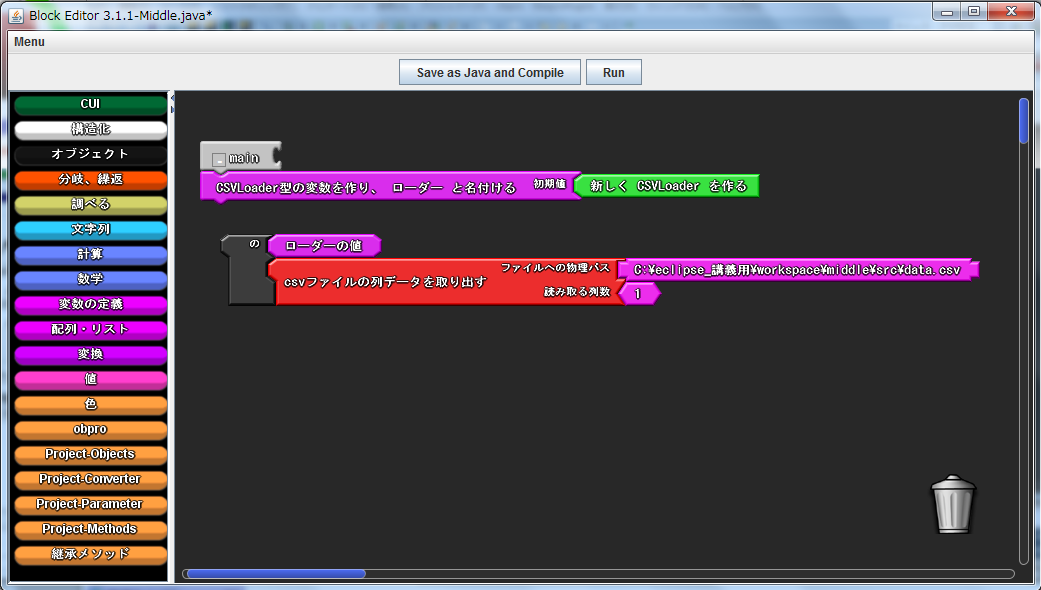 Block Editor 3.1.1-Middle.java*
Menu
Save as Java and Compile
Run
CUI
構造化
オブジェクト
分岐、繰返
調べる
文字列
計算
数学
変数の定義
配列・リスト
変換
値
色
obpro
Project-Objects
Project-Converter
Project-Parameter
Project-Methods
継承メソッド
main
CSVLoader型の変数を作り、 ローダー と名付ける 初期値 新しく CSVLoader を作る
の ローダーの値
csvファイルの列データを取り出す
ファイルへの物理パス C:¥eclipse_講義用¥workspace¥middle¥src¥data.csv
読み取る列数 1